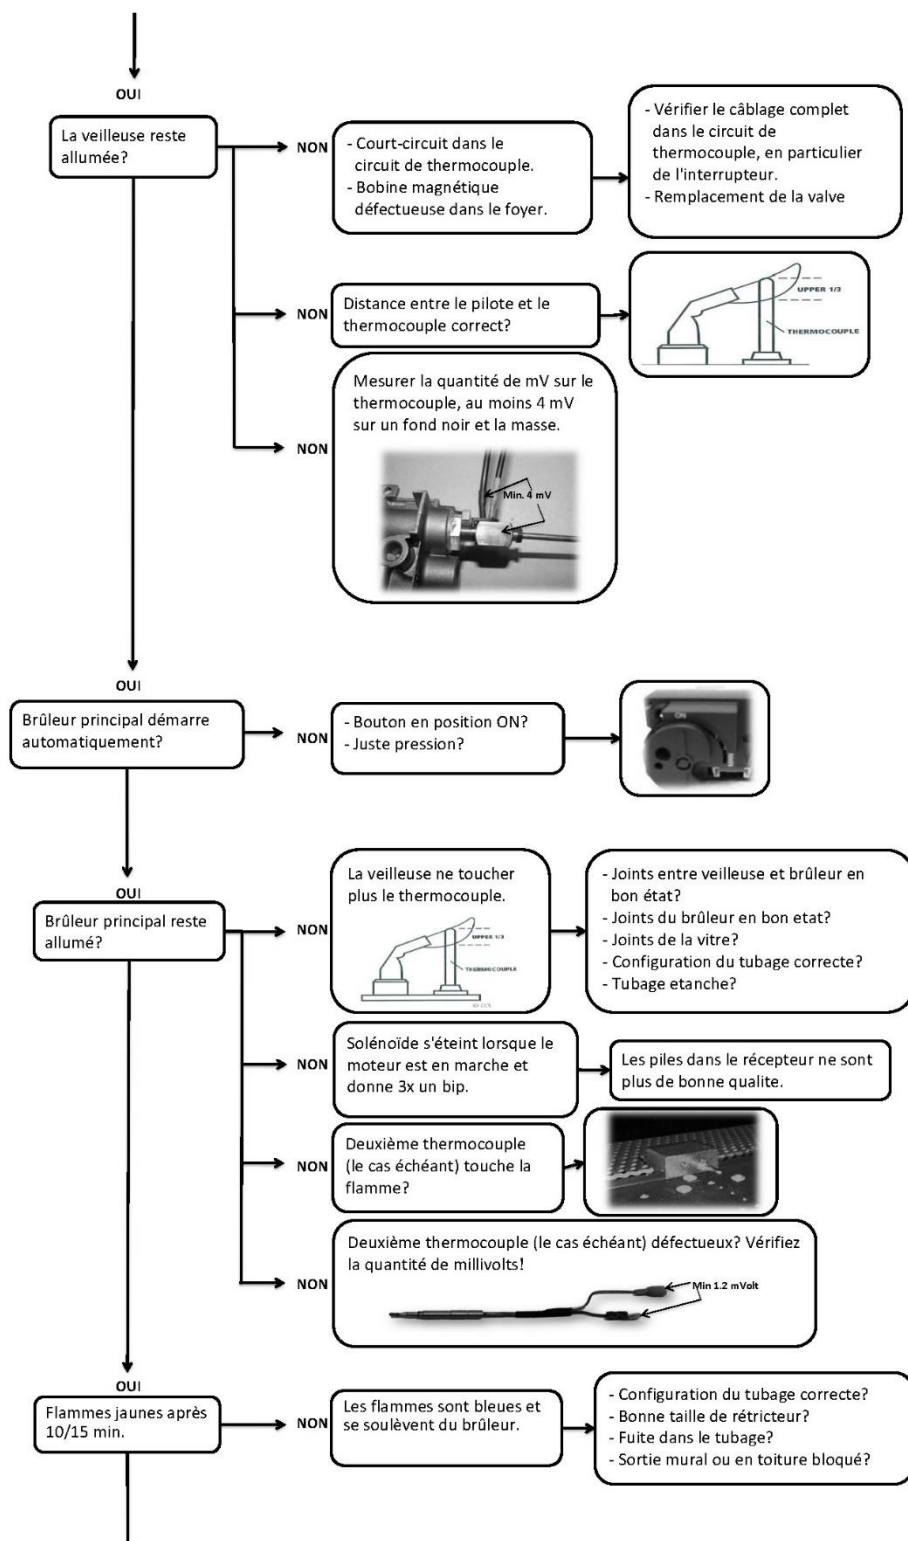 OUI
La veilleuse reste
allumée?
NON
- Court-circuit dans le
circuit de thermocouple.
- Bobine magnétique
défectueuse dans le foyer.
- Vérifier le câblage complet
dans le circuit de
thermocouple, en particulier
de l'interrupteur.
- Remplacement de la valve
NON
Distance entre le pilote et le
thermocouple correct?
UPPER 1/3
THERMOCOUPLE
NON
Mesurer la quantité de mV sur le
thermocouple, au moins 4 mV
sur un fond noir et la masse.
Min. 4 mV
OUI
Brûleur principal démarre
automatiquement?
NON
- Bouton en position ON?
- Juste pression?
ON
MAN
OUI
Brûleur principal reste
allumé?
NON
La veilleuse ne toucher
plus le thermocouple.
UPPER 1/3
THERMOCOUPLE
- Joints entre veilleuse et brûleur en
bon état?
- Joints du brûleur en bon etat?
- Joints de la vitre?
- Configuration du tubage correcte?
- Tubage etanche?
NON
Solénoïde s'éteint lorsque le
moteur est en marche et
donne 3x un bip.
Les piles dans le récepteur ne sont
plus de bonne qualite.
NON
Deuxième thermocouple
(le cas échéant) touche la
flamme?
NON
Deuxième thermocouple (le cas échéant) défectueux? Vérifiez
la quantité de millivolts!
Min 1.2 mVolt
OUI
Flammes jaunes après
10/15 min.
NON
Les flammes sont bleues et
se soulèvent du brûleur.
- Configuration du tubage correcte?
- Bonne taille de rétricteur?
- Fuite dans le tubage?
- Sortie mural ou en toiture bloqué?